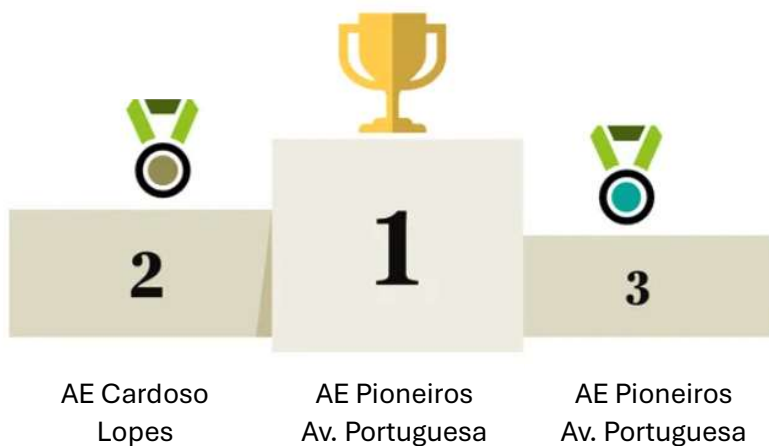 2
1
3
AE Cardoso
Lopes
AE Pioneiros
Av. Portuguesa
AE Pioneiros
Av. Portuguesa